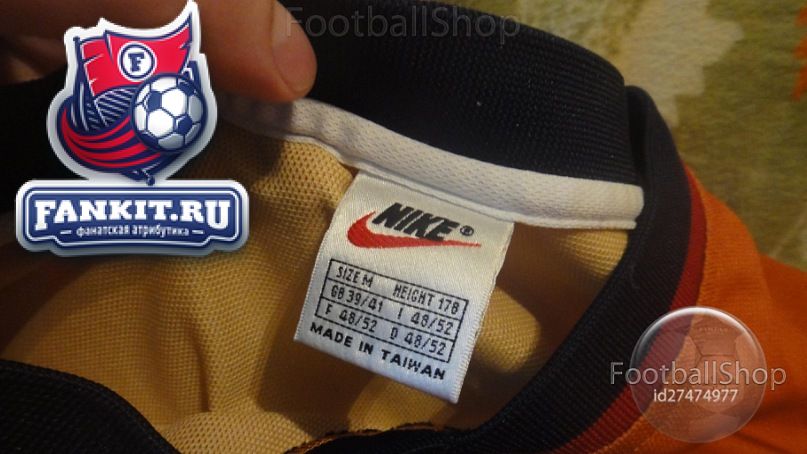 FootballShop
F
FANKIT.RU
- ФАНАТСКАЯ АТРИБУТИКА -
NIKE ®
SIZE M HEIGHT 178
GB 39/41 I 48/52
F 48/52 D 48/52
MADE IN TAIWAN
FootballShop
id27474977